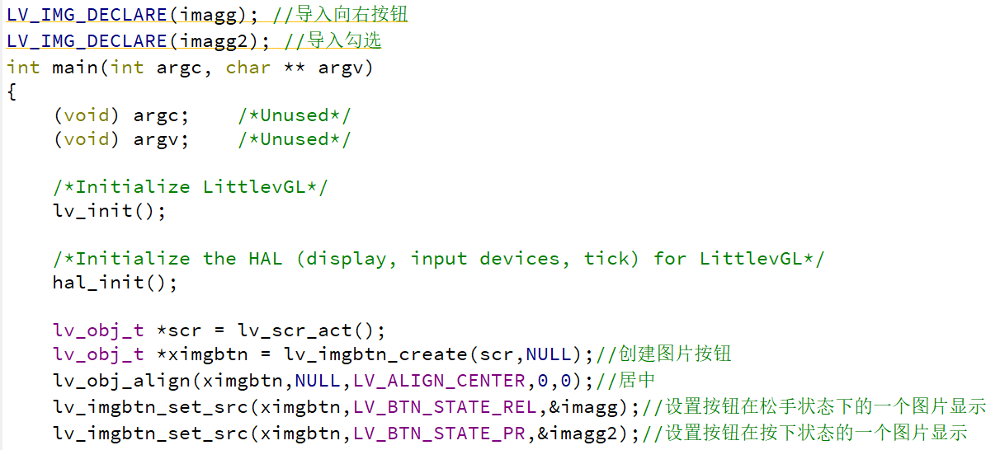 LV_IMG_DECLARE(imagg); //导入向右按钮
LV_IMG_DECLARE(imagg2); //导入勾选
int main(int argc, char ** argv)
{
    (void) argc;    /*Unused*/
    (void) argv;    /*Unused*/
    /*Initialize LittlevGL*/
    lv_init();
    /*Initialize the HAL (display, input devices, tick) for LittlevGL*/
    hal_init();
    lv_obj_t *scr = lv_scr_act();
    lv_obj_t *ximgbtn = lv_imgbtn_create(scr,NULL);//创建图片按钮
    lv_obj_align(ximgbtn,NULL,LV_ALIGN_CENTER,0,0);//居中
    lv_imgbtn_set_src(ximgbtn,LV_BTN_STATE_REL,&imagg);//设置按钮在松手状态下的一个图片显示
    lv_imgbtn_set_src(ximgbtn,LV_BTN_STATE_PR,&imagg2);//设置按钮在按下状态的一个图片显示